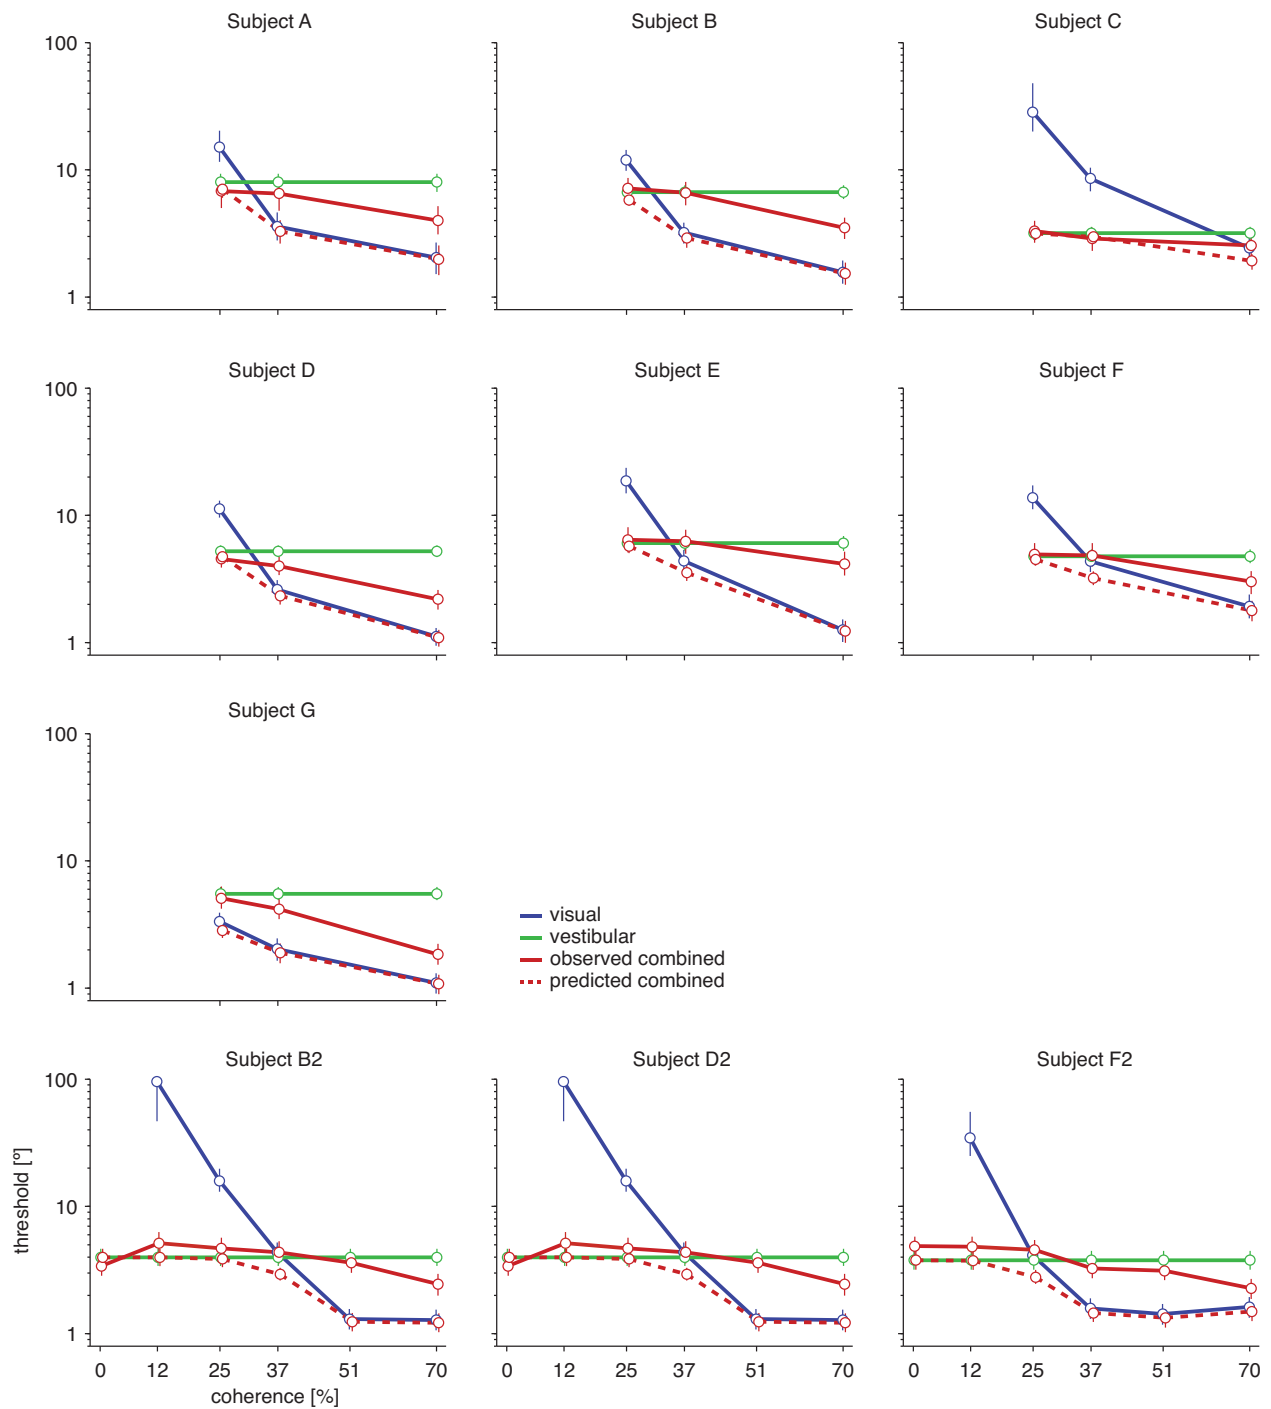 Subject A Subject B Subject C
100
10
1
Subject D Subject E Subject F
100
10
1
Subject G
100
10
1
visual
vestibular
observed combined
predicted combined
Subject B2 Subject D2 Subject F2
100
10
1
threshold [º]
0 12 25 37 51 70 0 12 25 37 51 70 0 12 25 37 51 70
coherence [%]